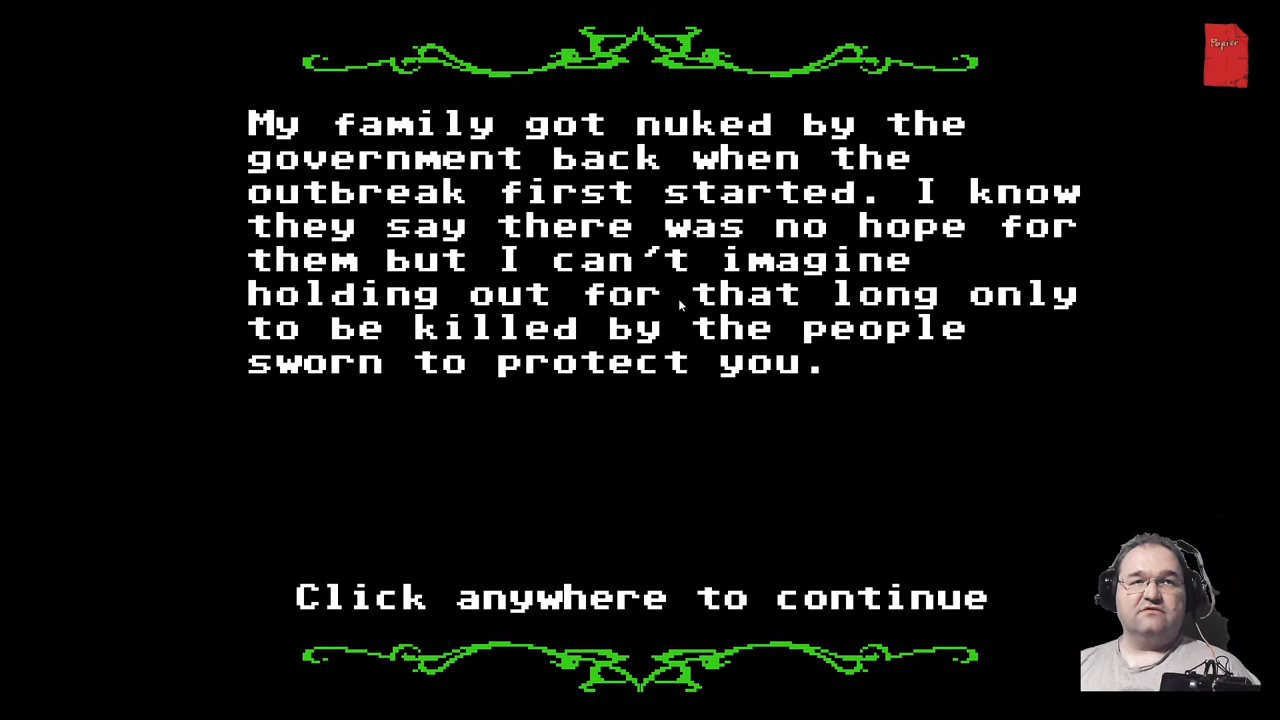 Papier
My family got nuked by the
government back when the
outbreak first started. I know
they say there was no hope for
them but I can't imagine
holding out for that long only
to be killed by the people
sworn to protect you.
Click anywhere to continue